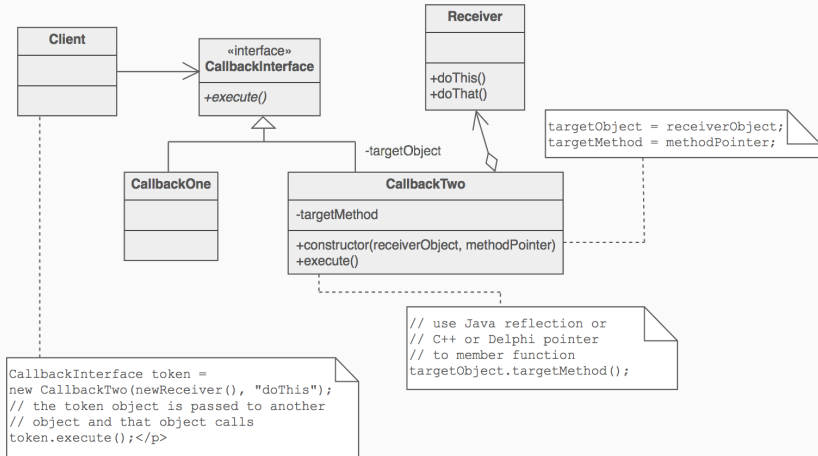 Client
«interface»
CallbackInterface
+execute()
Receiver
+doThis()
+doThat()
targetObject = receiverObject;
targetMethod = methodPointer;
-targetObject
CallbackOne
CallbackTwo
-targetMethod
+constructor(receiverObject, methodPointer)
+execute()
// use Java reflection or
// C++ or Delphi pointer
// to member function
targetObject.targetMethod();
CallbackInterface token =
new CallbackTwo(newReceiver(), "doThis");
// the token object is passed to another
// object and that object calls
token.execute();</p>